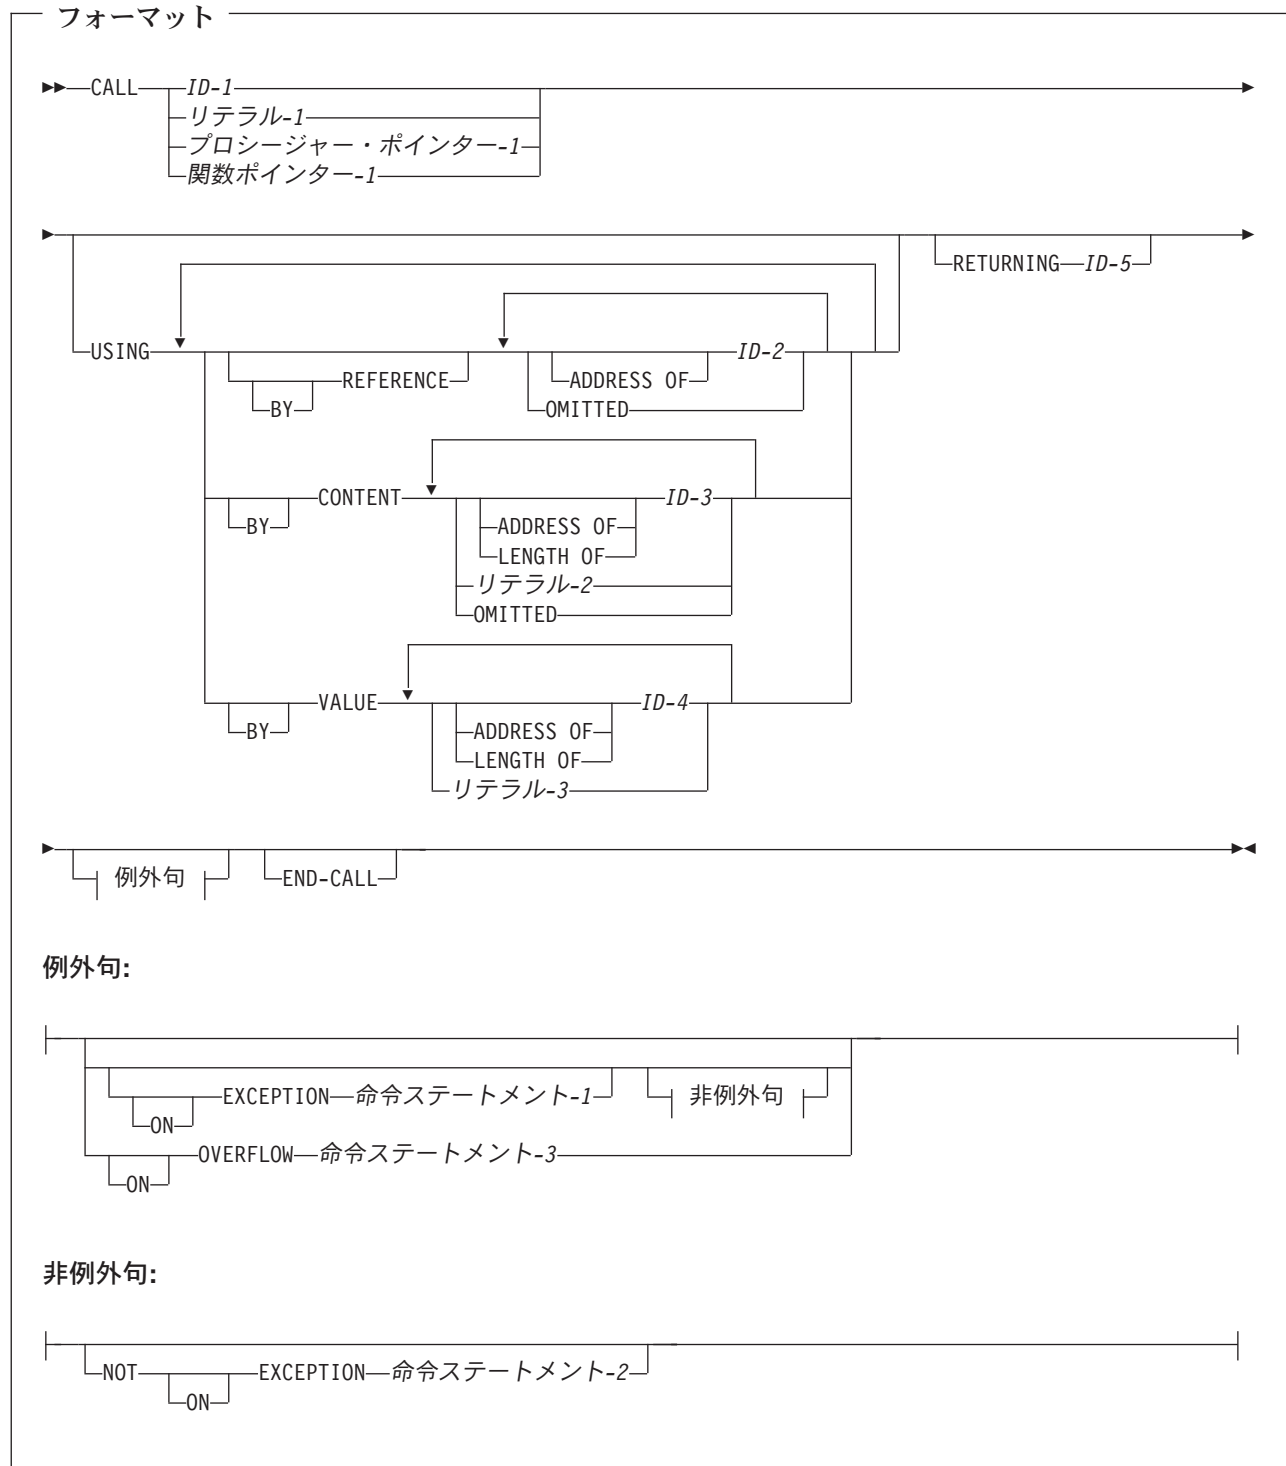 フォーマット
CALL ID-1
リテラル-1
プロシージャー・ポインター-1
関数ポインター-1
RETURNING ID-5
USING ID-2
REFERENCE ADDRESS OF
BY OMITTED
CONTENT ID-3
BY ADDRESS OF
LENGTH OF
リテラル-2
OMITTED
VALUE ID-4
BY ADDRESS OF
LENGTH OF
リテラル-3
例外句 END-CALL
例外句:
EXCEPTION 命令ステートメント-1 非例外句
ON
OVERFLOW 命令ステートメント-3
ON
非例外句:
NOT EXCEPTION 命令ステートメント-2
ON